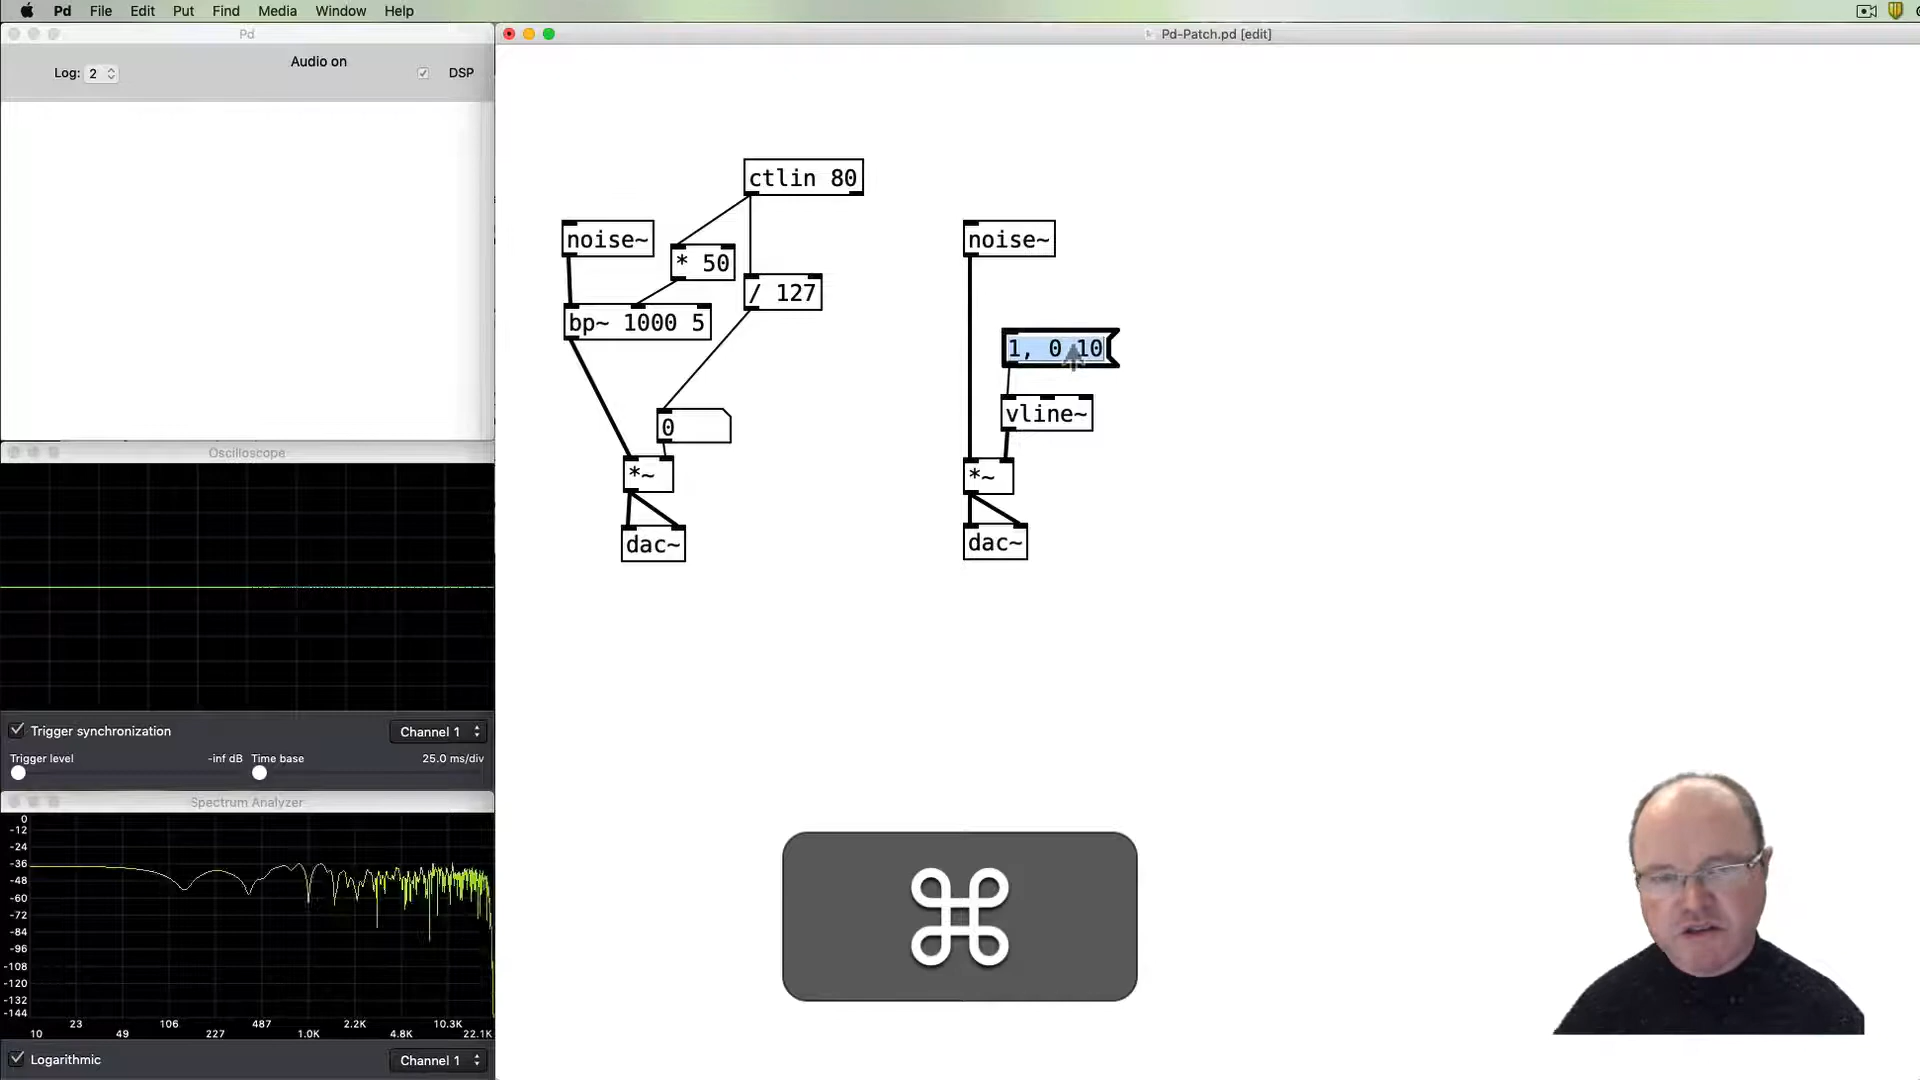 Pd File Edit Put Find Media Window Help
Pd
Pd-Patch.pd [edit]
Audio on
Log: 2
DSP
ctlin 80
noise~
* 50
/ 127
bp~ 1000 5
0
*~
dac~
noise~
1, 0 10
vline~
*~
dac~
Oscilloscope
Trigger synchronization
Channel 1
Trigger level
-inf dB
Time base
25.0 ms/div
Spectrum Analyzer
0
-12
-24
-36
-48
-60
-72
-84
-96
-108
-120
-132
-144
23 106 487 2.2K 10.3K
10 49 227 1.0K 4.8K 22.1K
Logarithmic
Channel 1
⌘